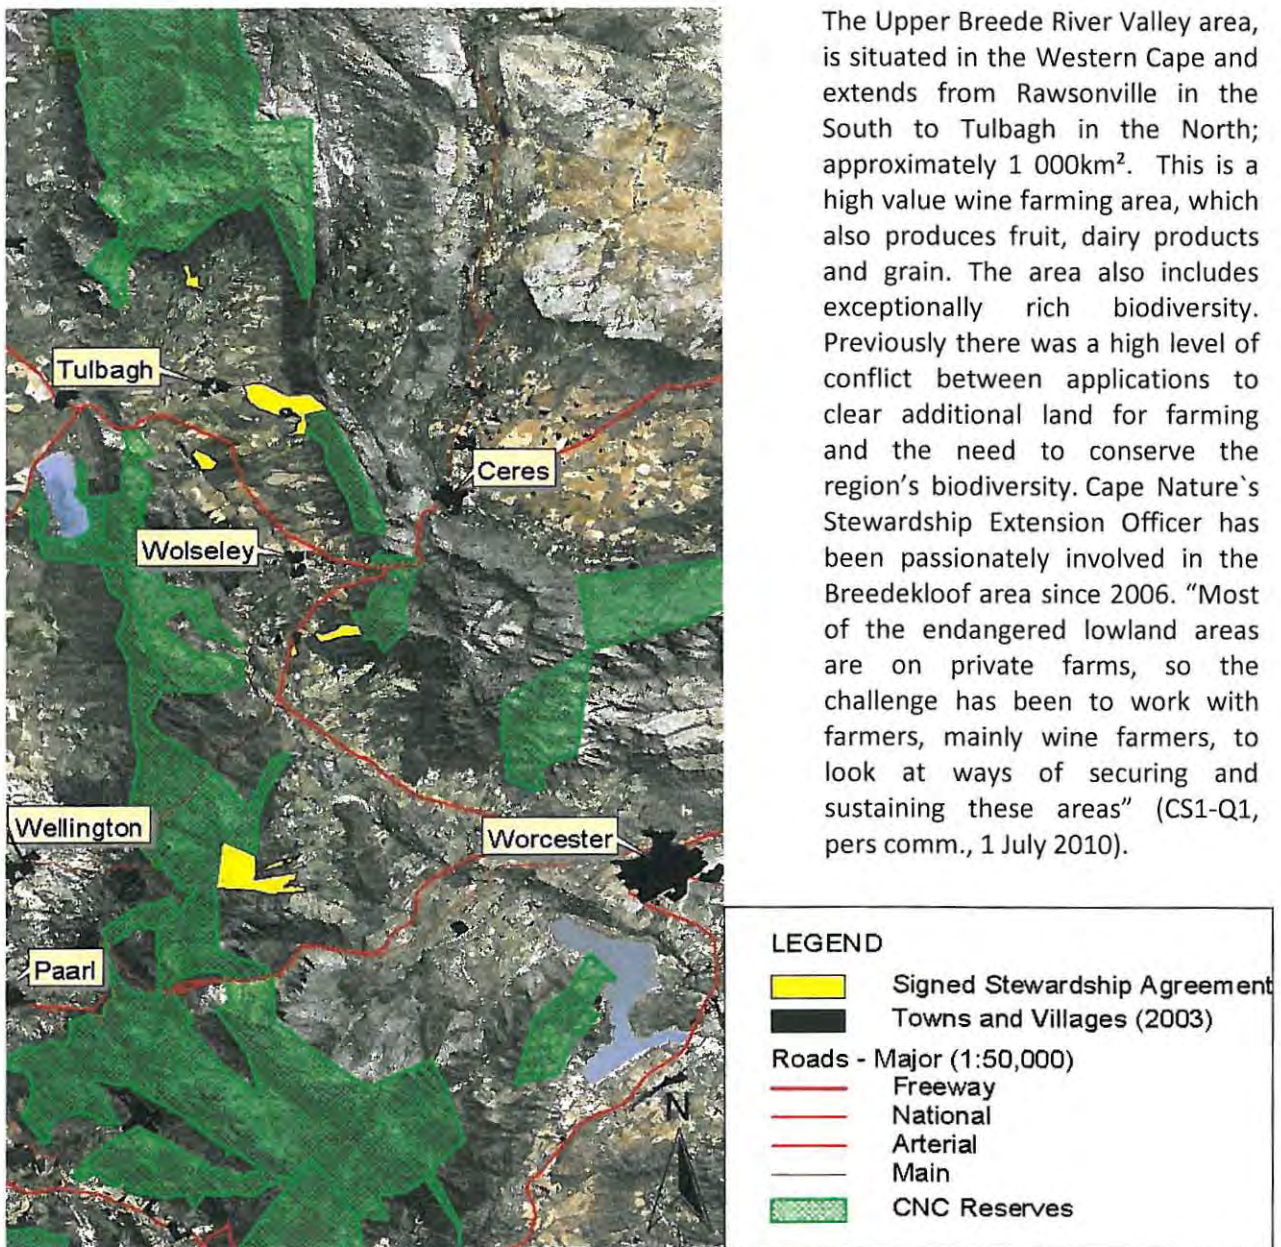 The Upper Breede River Valley area,
is situated in the Western Cape and
extends from Rawsonville in the
South to Tulbagh in the North;
approximately 1 000km². This is a
high value wine farming area, which
also produces fruit, dairy products
and grain. The area also includes
exceptionally rich biodiversity.
Previously there was a high level of
conflict between applications to
clear additional land for farming
and the need to conserve the
region's biodiversity. Cape Nature`s
Stewardship Extension Officer has
been passionately involved in the
Breedekloof area since 2006. “Most
of the endangered lowland areas
are on private farms, so the
challenge has been to work with
farmers, mainly wine farmers, to
look at ways of securing and
sustaining these areas” (CS1-Q1,
pers comm., 1 July 2010).
Tulbagh
Ceres
Wolseley
Wellington
Worcester
Paarl
N
LEGEND
Signed Stewardship Agreement
Towns and Villages (2003)
Roads - Major (1:50,000)
Freeway
National
Arterial
Main
CNC Reserves